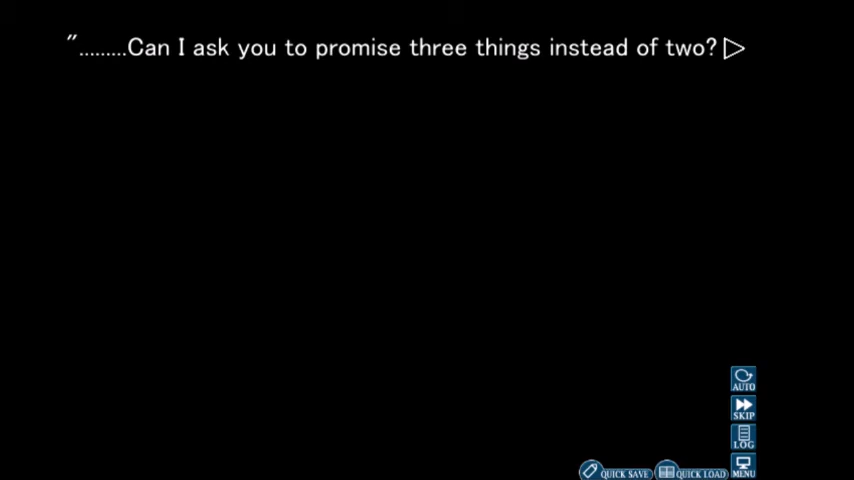 ".........Can I ask you to promise three things instead of two?
AUTO
SKIP
LOG
MENU
QUICK SAVE
QUICK LOAD